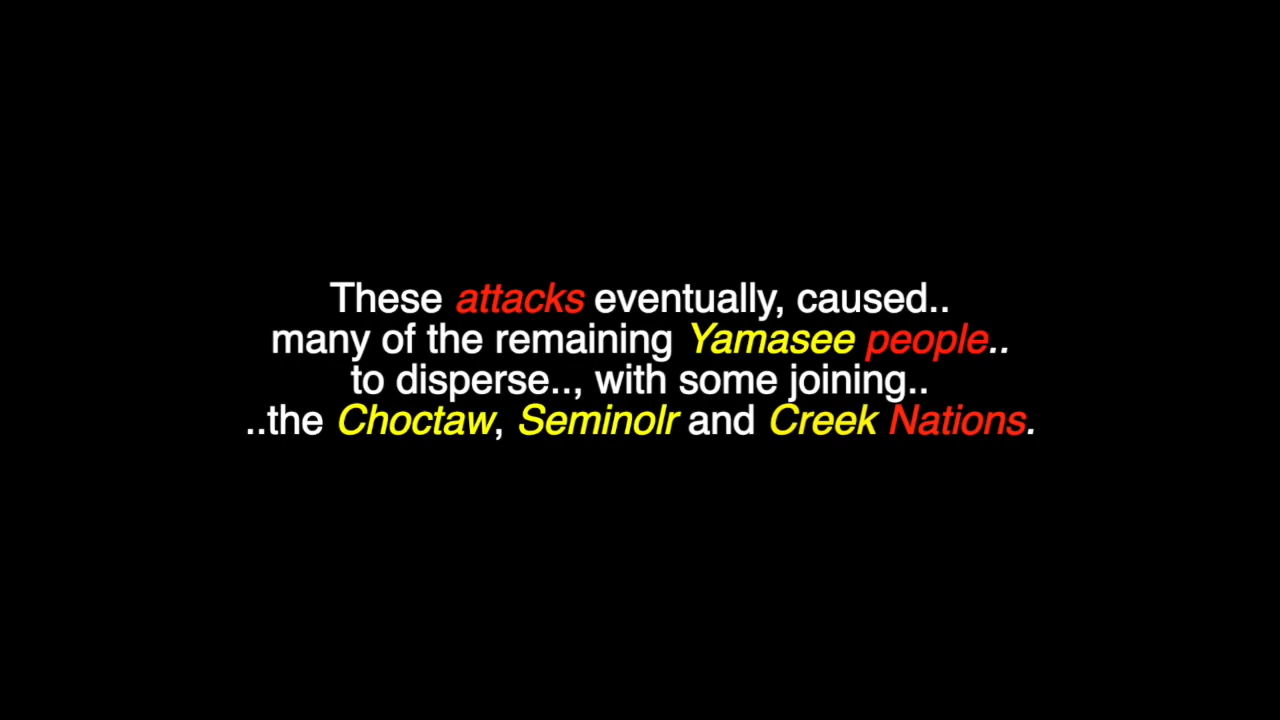 These attacks eventually, caused..
many of the remaining Yamasee people..
to disperse.., with some joining..
..the Choctaw, Seminolr and Creek Nations.